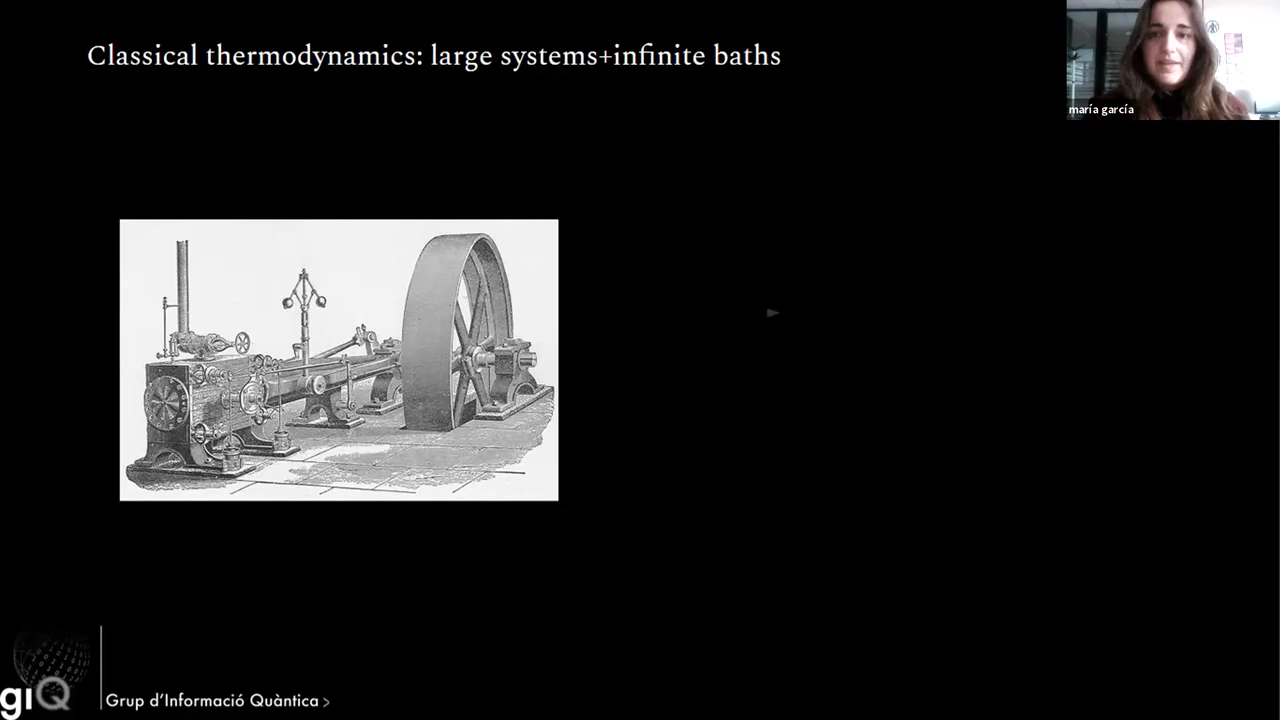 Classical thermodynamics: large systems+infinite baths
maría garcía
giQ
Grup d'Informació Quàntica >